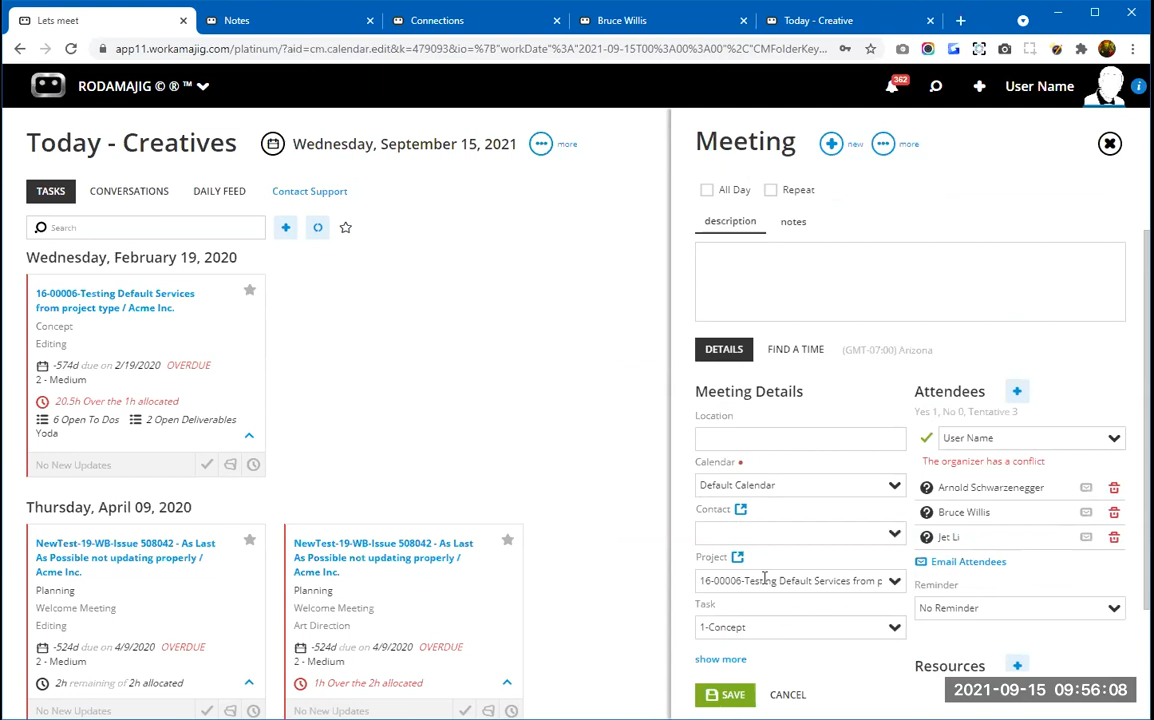 Lets meet
Notes
Connections
Bruce Willis
Today - Creative
app11.workamajig.com/platinum/?aid=cm.calendar.edit&k=479093&io=%7B"workDate"%3A"2021-09-15T00%3A00%3A00"%2C"CMFolderKey...
RODAMAJIG © ® ™
362
User Name
Today - Creatives
Wednesday, September 15, 2021
more
TASKS
CONVERSATIONS
DAILY FEED
Contact Support
Search
Wednesday, February 19, 2020
16-00006-Testing Default Services
from project type / Acme Inc.
Concept
Editing
-574d due on 2/19/2020 OVERDUE
2 - Medium
20.5h Over the 1h allocated
6 Open To Dos 2 Open Deliverables
Yoda
No New Updates
Thursday, April 09, 2020
NewTest-19-WB-Issue 508042 - As Last
As Possible not updating properly /
Acme Inc.
Planning
Welcome Meeting
Editing
-524d due on 4/9/2020 OVERDUE
2 - Medium
2h remaining of 2h allocated
No New Updates
NewTest-19-WB-Issue 508042 - As Last
As Possible not updating properly /
Acme Inc.
Planning
Welcome Meeting
Art Direction
-524d due on 4/9/2020 OVERDUE
2 - Medium
1h Over the 2h allocated
No New Updates
Meeting
new
more
All Day
Repeat
description
notes
DETAILS
FIND A TIME
(GMT-07:00) Arizona
Meeting Details
Location
Calendar
Default Calendar
Contact
Project
16-00006-Testing Default Services from p
Task
1-Concept
show more
SAVE
CANCEL
Attendees
Yes 1, No 0, Tentative 3
User Name
The organizer has a conflict
Arnold Schwarzenegger
Bruce Willis
Jet Li
Email Attendees
Reminder
No Reminder
Resources
2021-09-15 09:56:08